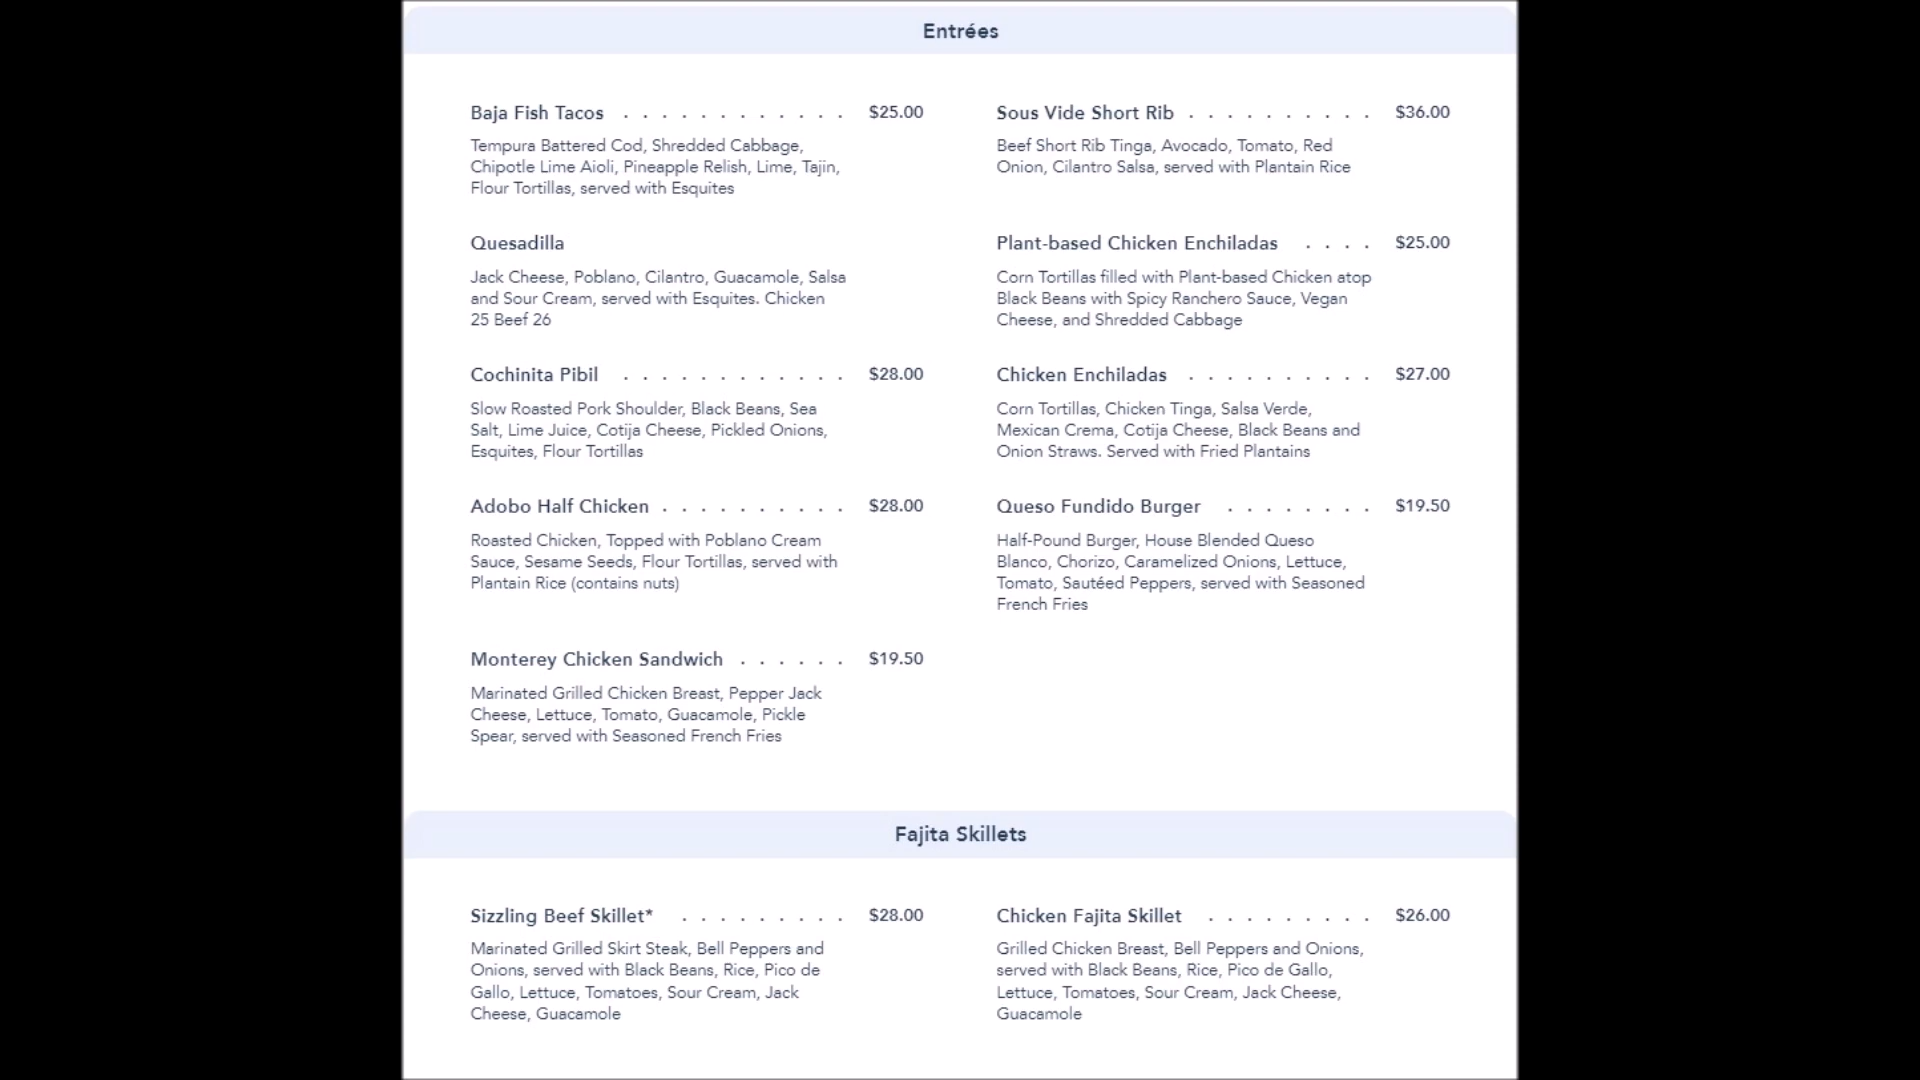 Entrées
Baja Fish Tacos . . . . . . . . . . . . $25.00
Tempura Battered Cod, Shredded Cabbage,
Chipotle Lime Aioli, Pineapple Relish, Lime, Tajin,
Flour Tortillas, served with Esquites
Sous Vide Short Rib . . . . . . . . . . $36.00
Beef Short Rib Tinga, Avocado, Tomato, Red
Onion, Cilantro Salsa, served with Plantain Rice
Quesadilla
Jack Cheese, Poblano, Cilantro, Guacamole, Salsa
and Sour Cream, served with Esquites. Chicken
25 Beef 26
Plant-based Chicken Enchiladas . . . . $25.00
Corn Tortillas filled with Plant-based Chicken atop
Black Beans with Spicy Ranchero Sauce, Vegan
Cheese, and Shredded Cabbage
Cochinita Pibil . . . . . . . . . . . . $28.00
Slow Roasted Pork Shoulder, Black Beans, Sea
Salt, Lime Juice, Cotija Cheese, Pickled Onions,
Esquites, Flour Tortillas
Chicken Enchiladas . . . . . . . . . . $27.00
Corn Tortillas, Chicken Tinga, Salsa Verde,
Mexican Crema, Cotija Cheese, Black Beans and
Onion Straws. Served with Fried Plantains
Adobo Half Chicken . . . . . . . . . . $28.00
Roasted Chicken, Topped with Poblano Cream
Sauce, Sesame Seeds, Flour Tortillas, served with
Plantain Rice (contains nuts)
Queso Fundido Burger . . . . . . . . $19.50
Half-Pound Burger, House Blended Queso
Blanco, Chorizo, Caramelized Onions, Lettuce,
Tomato, Sautéed Peppers, served with Seasoned
French Fries
Monterey Chicken Sandwich . . . . . . $19.50
Marinated Grilled Chicken Breast, Pepper Jack
Cheese, Lettuce, Tomato, Guacamole, Pickle
Spear, served with Seasoned French Fries
Fajita Skillets
Sizzling Beef Skillet* . . . . . . . . . $28.00
Marinated Grilled Skirt Steak, Bell Peppers and
Onions, served with Black Beans, Rice, Pico de
Gallo, Lettuce, Tomatoes, Sour Cream, Jack
Cheese, Guacamole
Chicken Fajita Skillet . . . . . . . . . $26.00
Grilled Chicken Breast, Bell Peppers and Onions,
served with Black Beans, Rice, Pico de Gallo,
Lettuce, Tomatoes, Sour Cream, Jack Cheese,
Guacamole